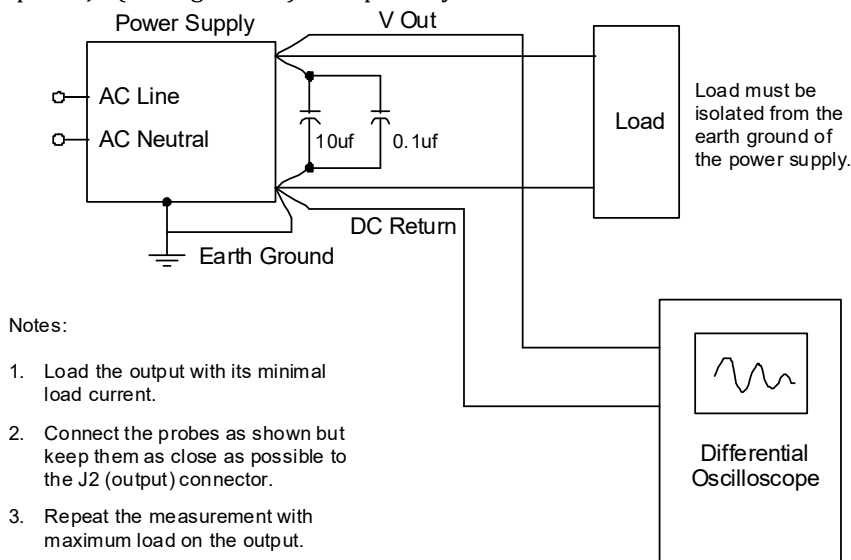 Power Supply
V Out
AC Line
AC Neutral
10uf
0.1uf
Load
Load must be
isolated from the
earth ground of
the power supply.
DC Return
Earth Ground
Notes:
1. Load the output with its minimal
load current.
2. Connect the probes as shown but
keep them as close as possible to
the J2 (output) connector.
3. Repeat the measurement with
maximum load on the output.
Differential
Oscilloscope